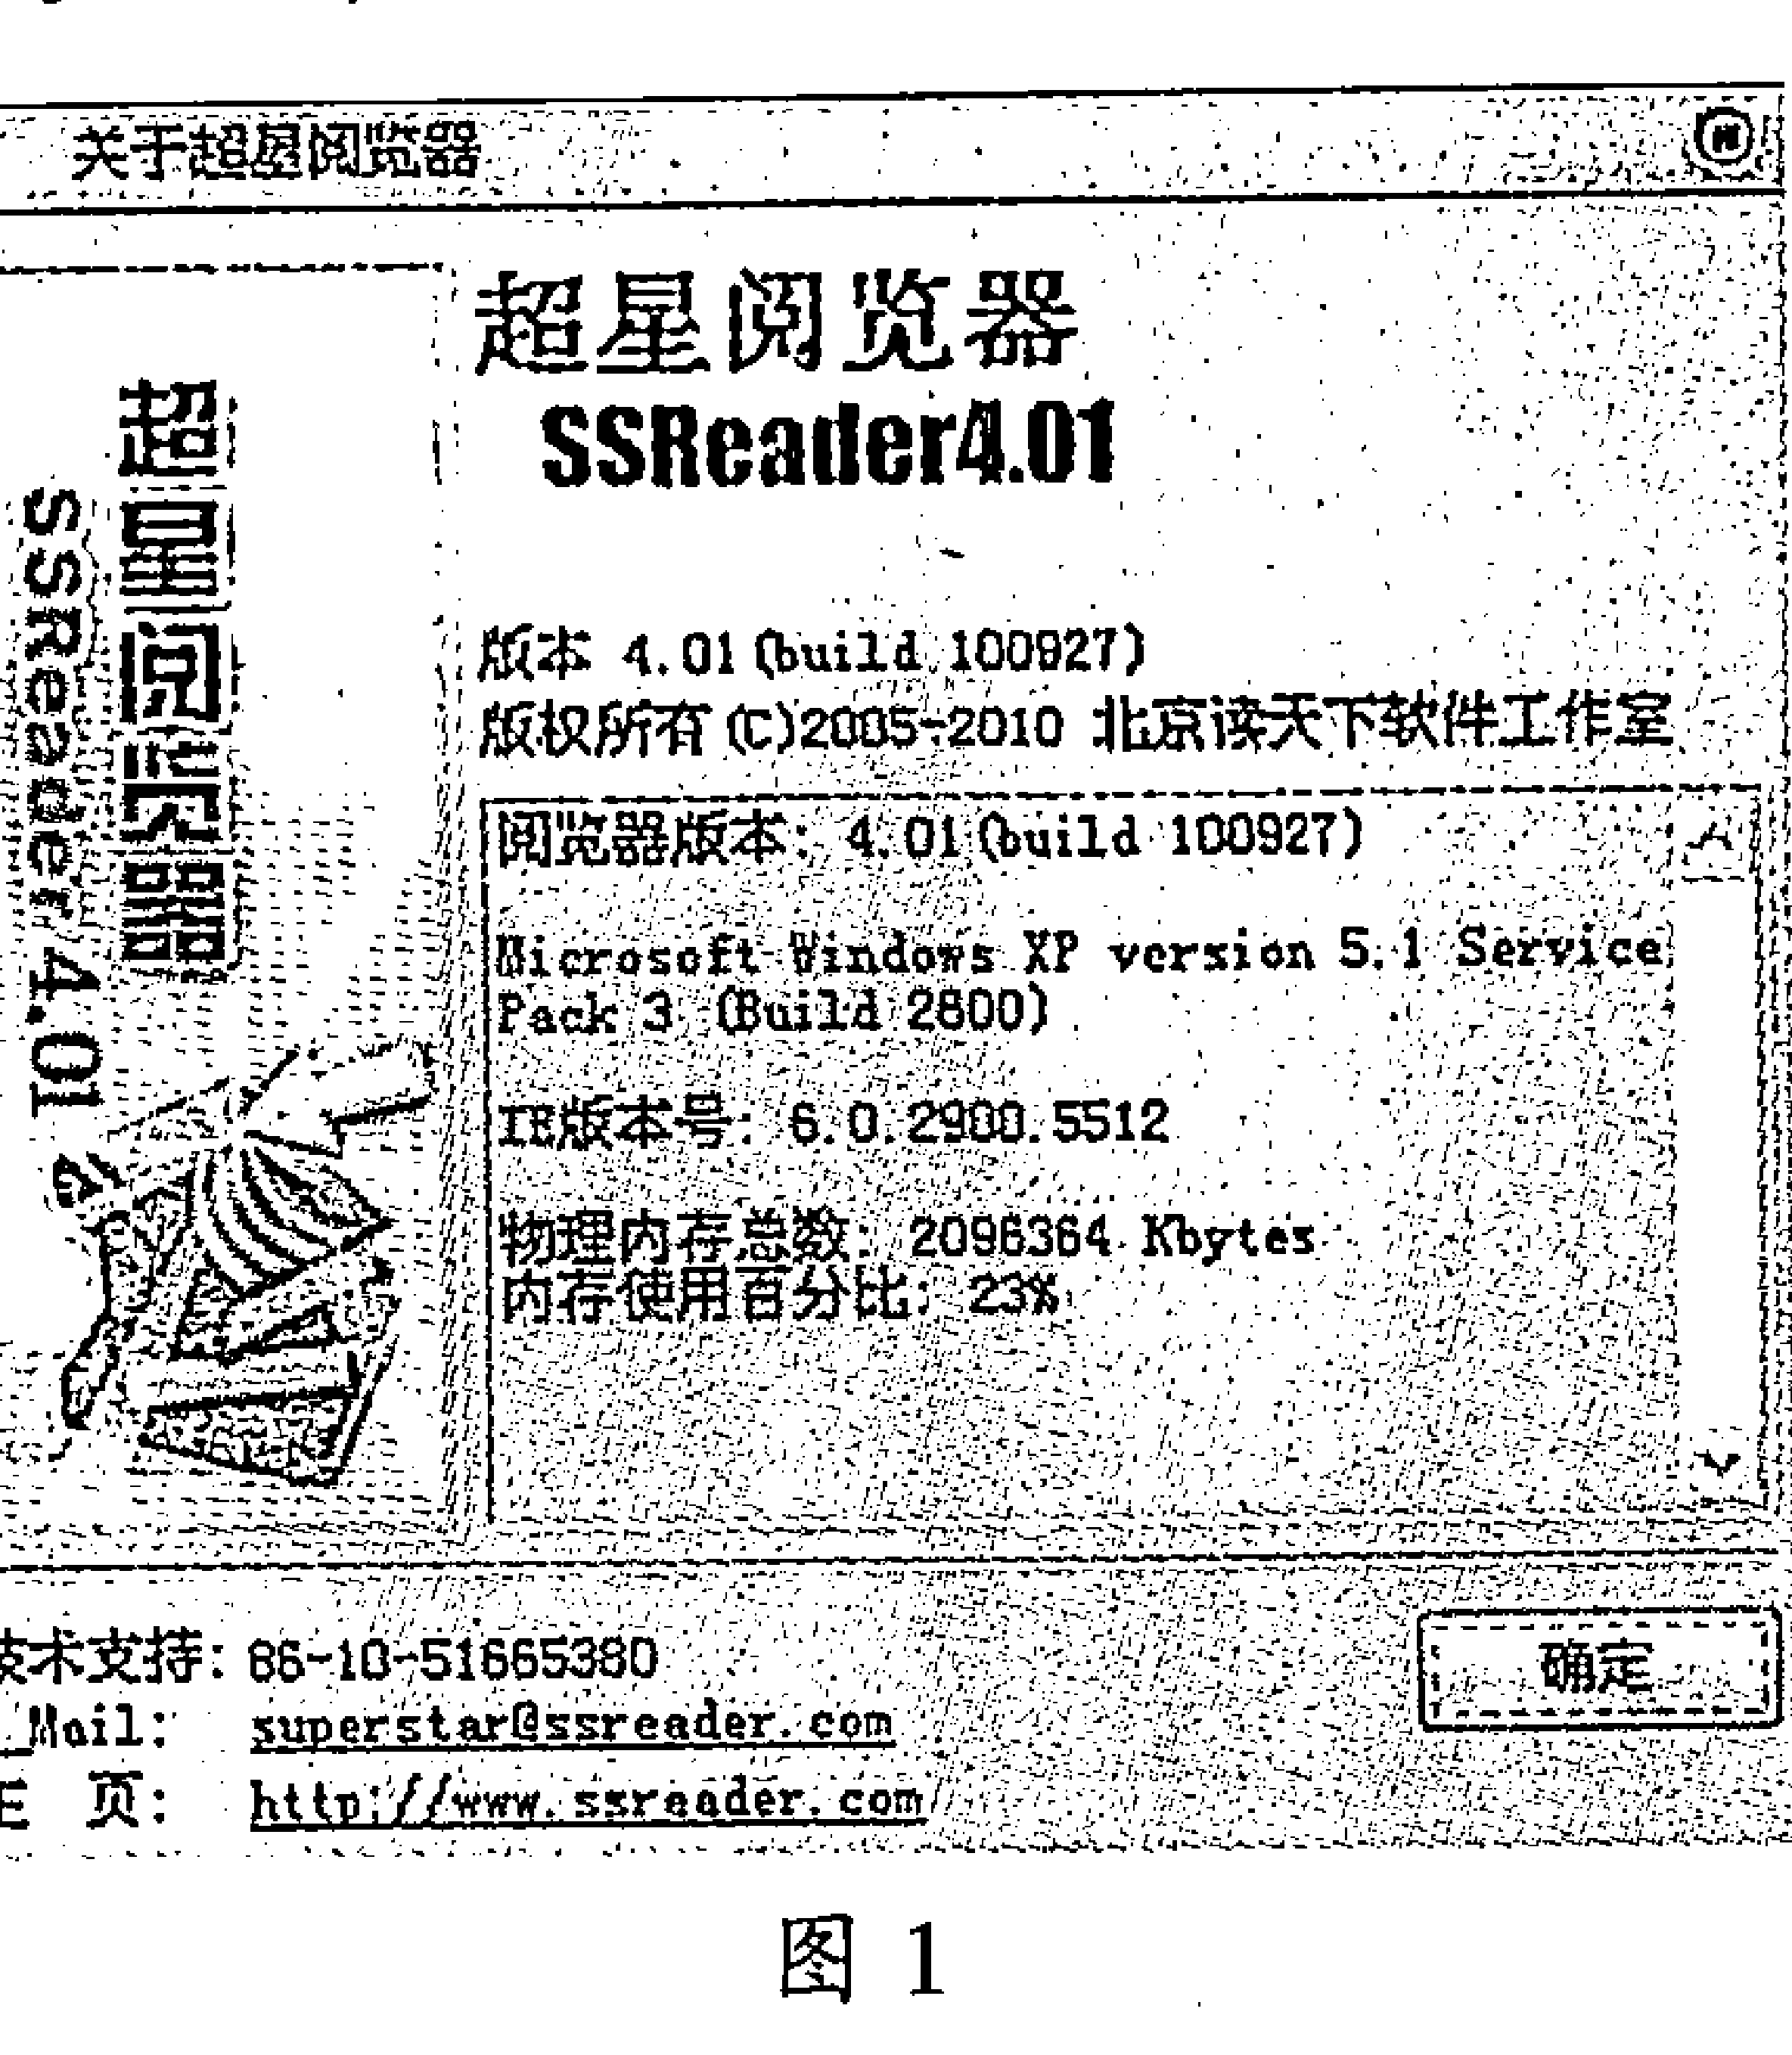 关于超星阅览器
超星阅览器
SSReader4.01
超星阅览器
SSReader 4.01
版本 4.01(build 100927)
版权所有(C)2005-2010 北京读天下软件工作室
阅览器版本: 4.01(build 100927)
Microsoft Windows XP version 5.1 Service
Pack 3 (Build 2800)
IE版本号: 6.0.2900.5512
物理内存总数: 2096364 Kbytes
内存使用百分比: 23%
技术支持: 86-10-51665380
确定
_Mail: superstar@ssreader.com
主 页: http://www.ssreader.com
图 1